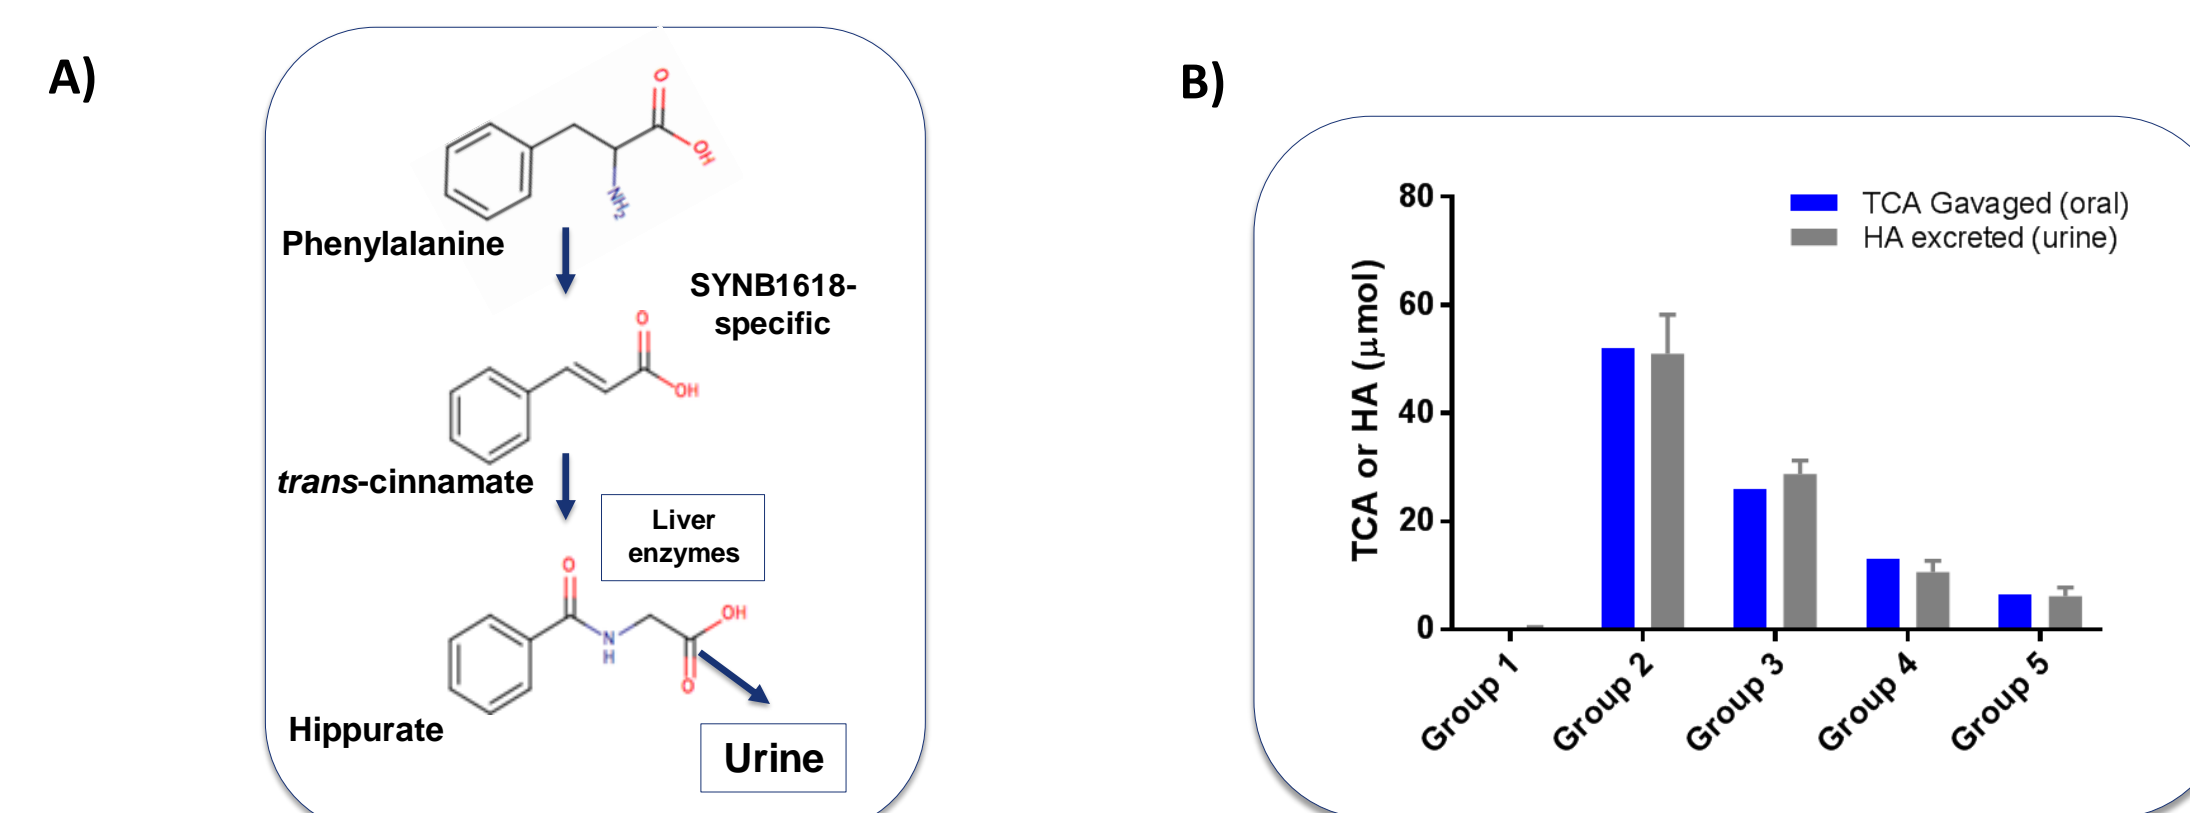 A)
O
OH
NH2
Phenylalanine
SYNB1618-
specific
O
OH
trans-cinnamate
Liver
enzymes
O
OH
N
H
O
Hippurate
Urine
B)
TCA Gavaged (oral)
HA excreted (urine)
TCA or HA (μmol)
80
60
40
20
0
Group 1
Group 2
Group 3
Group 4
Group 5